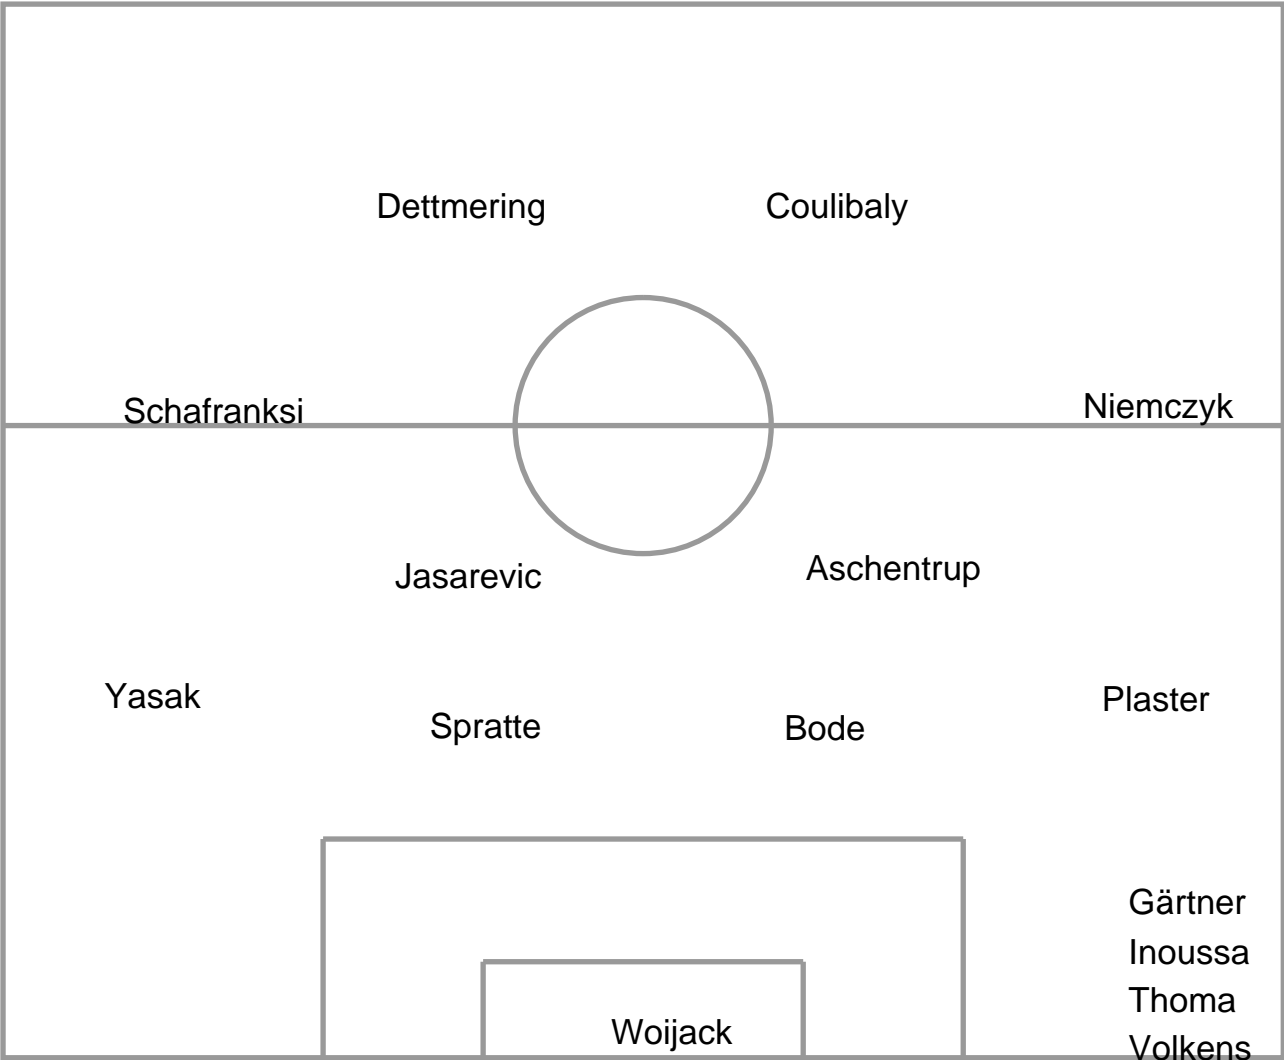 Dettmering Coulibaly
Schafranksi Niemczyk
Jasarevic Aschentrup
Yasak Plaster
Spratte Bode
Gärtner
Inoussa
Thoma
Woijack
Volkens